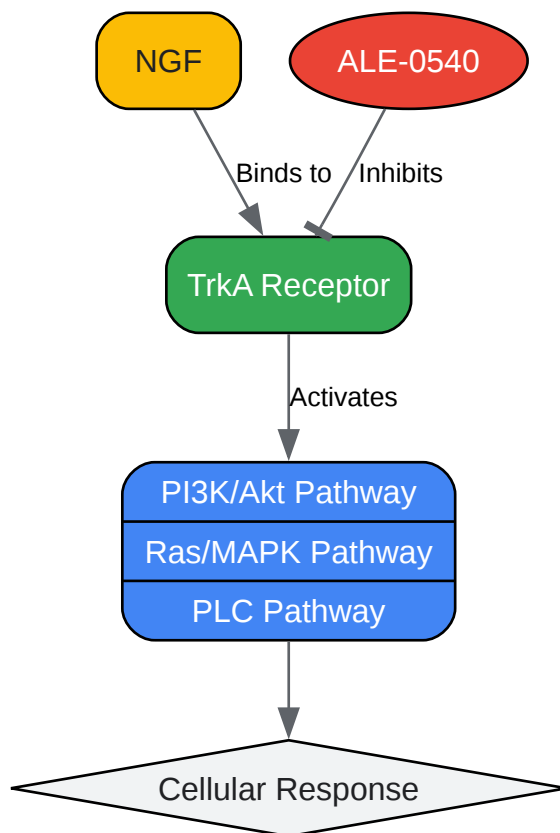 NGF
ALE-0540
Binds to
Inhibits
TrkA Receptor
Activates
PI3K/Akt Pathway
Ras/MAPK Pathway
PLC Pathway
Cellular Response